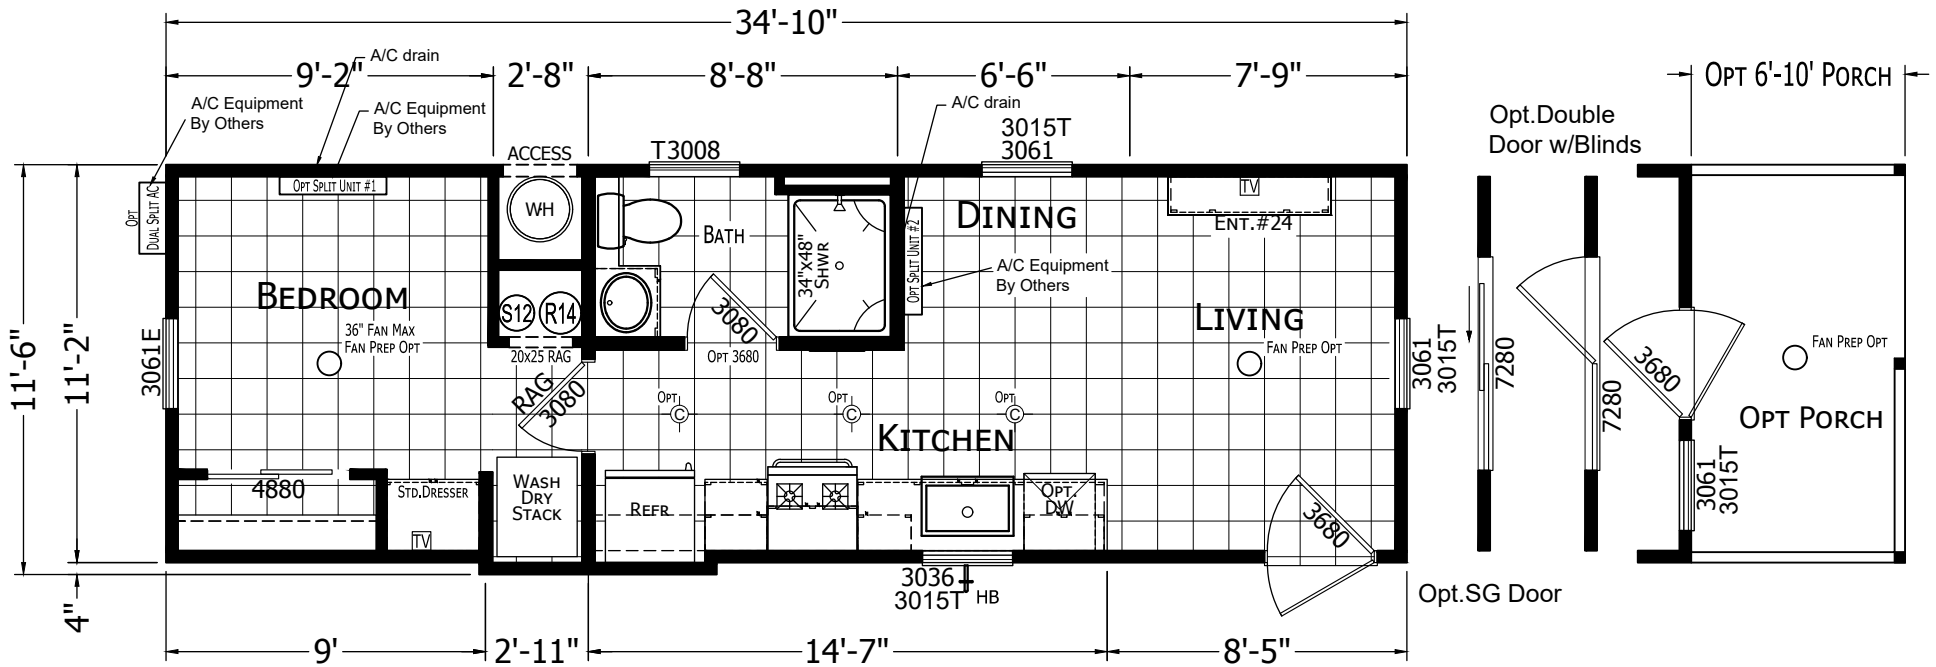 34'-10"
9'-2"
2'-8"
8'-8"
6'-6"
7'-9"
OPT 6'-10' PORCH
A/C drain
A/C Equipment
By Others
A/C Equipment
By Others
A/C drain
Opt.Double
Door w/Blinds
ACCESS
T3008
3015T
3061
OPT SPLIT UNIT #1
OPT
DUAL SPLIT AC
WH
BATH
34"x48"
SHWR
OPT SPLIT UNIT #2
DINING
TV
ENT.#24
A/C Equipment
By Others
BEDROOM
36" FAN MAX
FAN PREP OPT
S12
R14
20x25 RAG
3080
OPT 3680
LIVING
FAN PREP OPT
3061E
11'-6"
11'-2"
4"
RAG
3080
OPT
C
OPT
C
OPT
C
KITCHEN
3061
3015T
7280
7280
3680
FAN PREP OPT
OPT PORCH
3061
3015T
4880
STD.DRESSER
TV
WASH
DRY
STACK
REFR
OPT.
DW
3680
3036
3015T
HB
Opt.SG Door
9'
2'-11"
14'-7"
8'-5"